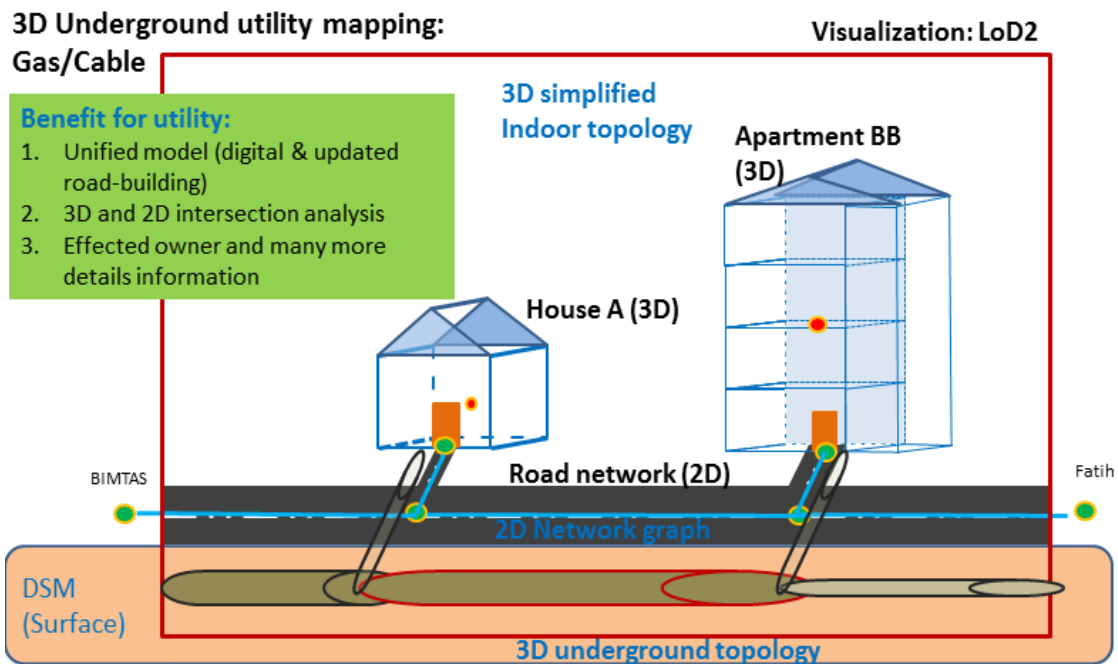 3D Underground utility mapping:
Gas/Cable
Visualization: LoD2
Benefit for utility:
1. Unified model (digital & updated
road-building)
2. 3D and 2D intersection analysis
3. Effected owner and many more
details information
3D simplified
Indoor topology
Apartment BB
(3D)
House A (3D)
Road network (2D)
BIMTAS
Fatih
2D Network graph
DSM
(Surface)
3D underground topology